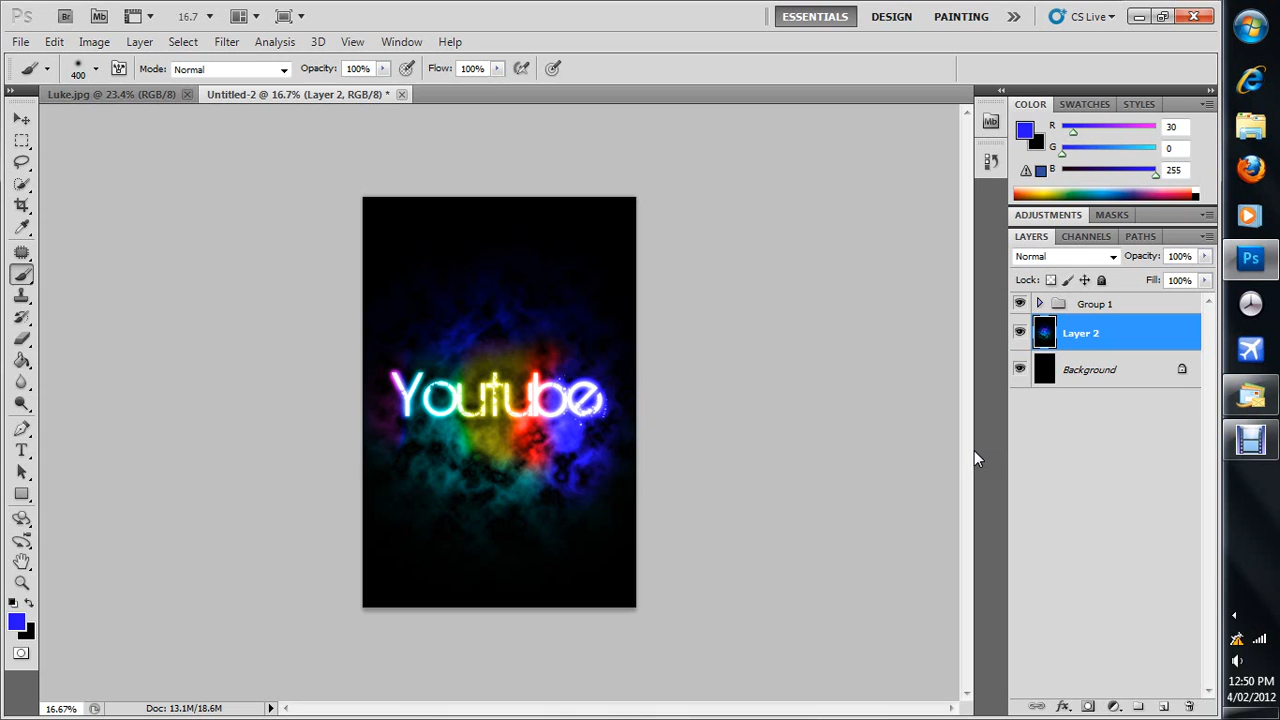 Ps Br Mb 16.7 ESSENTIALS DESIGN PAINTING CS Live
File Edit Image Layer Select Filter Analysis 3D View Window Help
400 Mode: Normal Opacity: 100% Flow: 100%
Luke.jpg @ 23.4% (RGB/8) Untitled-2 @ 16.7% (Layer 2, RGB/8) *
COLOR SWATCHES STYLES
Mb
R 30
G 0
B 255
ADJUSTMENTS MASKS
LAYERS CHANNELS PATHS
Normal Opacity: 100%
Lock: Fill: 100%
Group 1
Layer 2
Background
Youtube
T
Ps
16.67% Doc: 13.1M/18.6M
fx
12:50 PM
4/02/2012